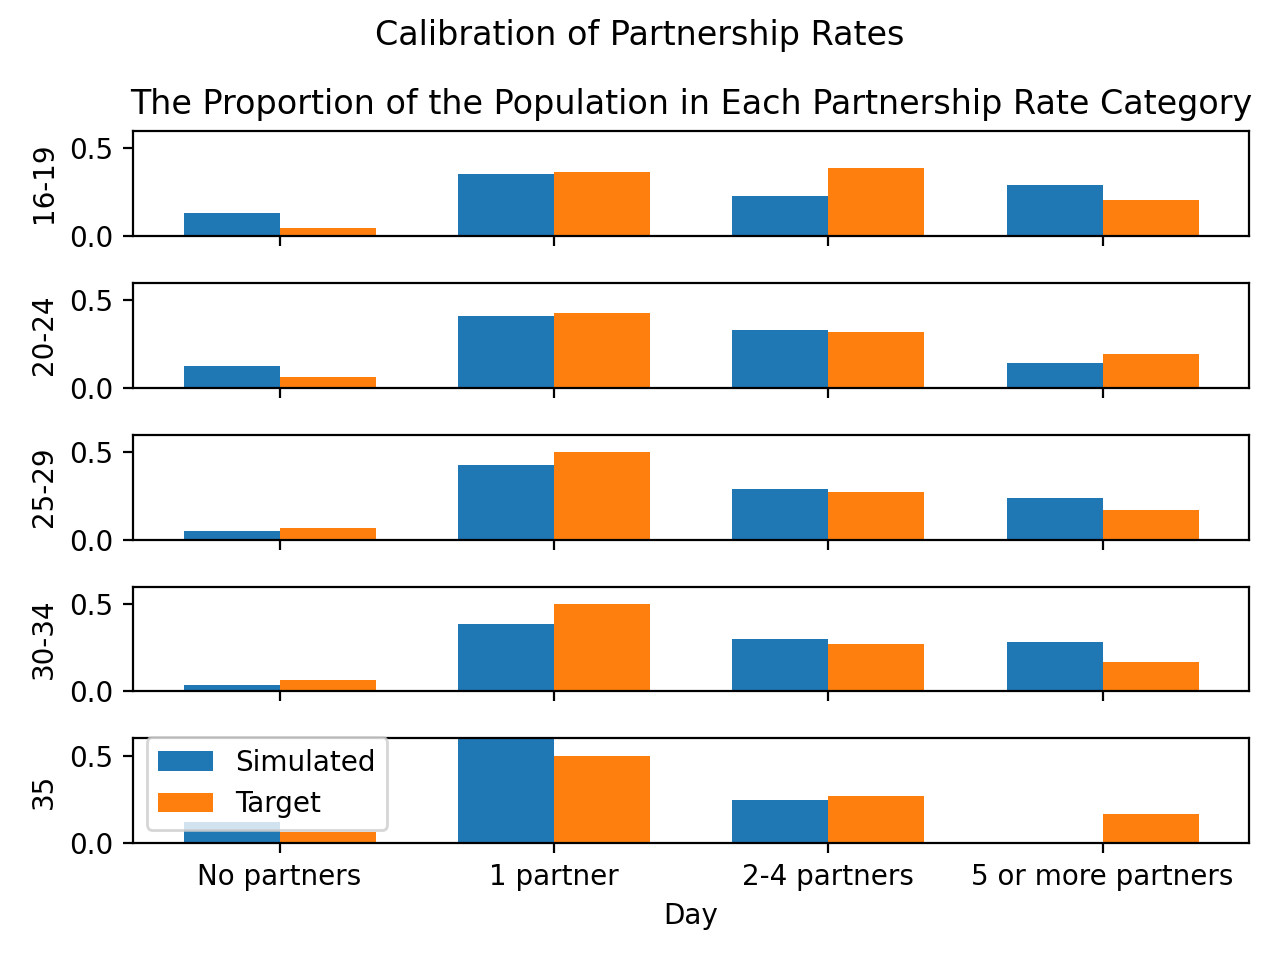 Calibration of Partnership Rates
The Proportion of the Population in Each Partnership Rate Category
0.5
0.0
16-19
0.5
0.0
20-24
0.5
0.0
25-29
0.5
0.0
30-34
0.5
0.0
35
Simulated
Target
No partners 1 partner 2-4 partners 5 or more partners
Day